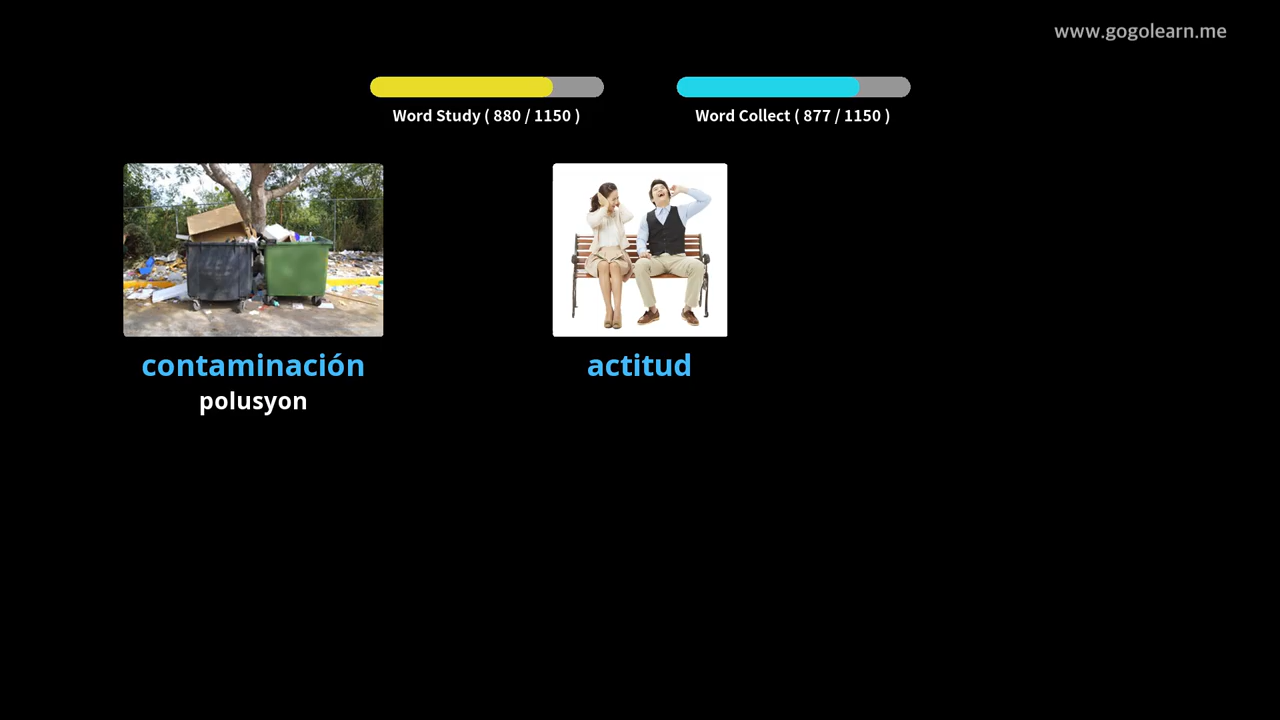 www.gogolearn.me
Word Study ( 880 / 1150 )
Word Collect ( 877 / 1150 )
contaminación
polusyon
actitud